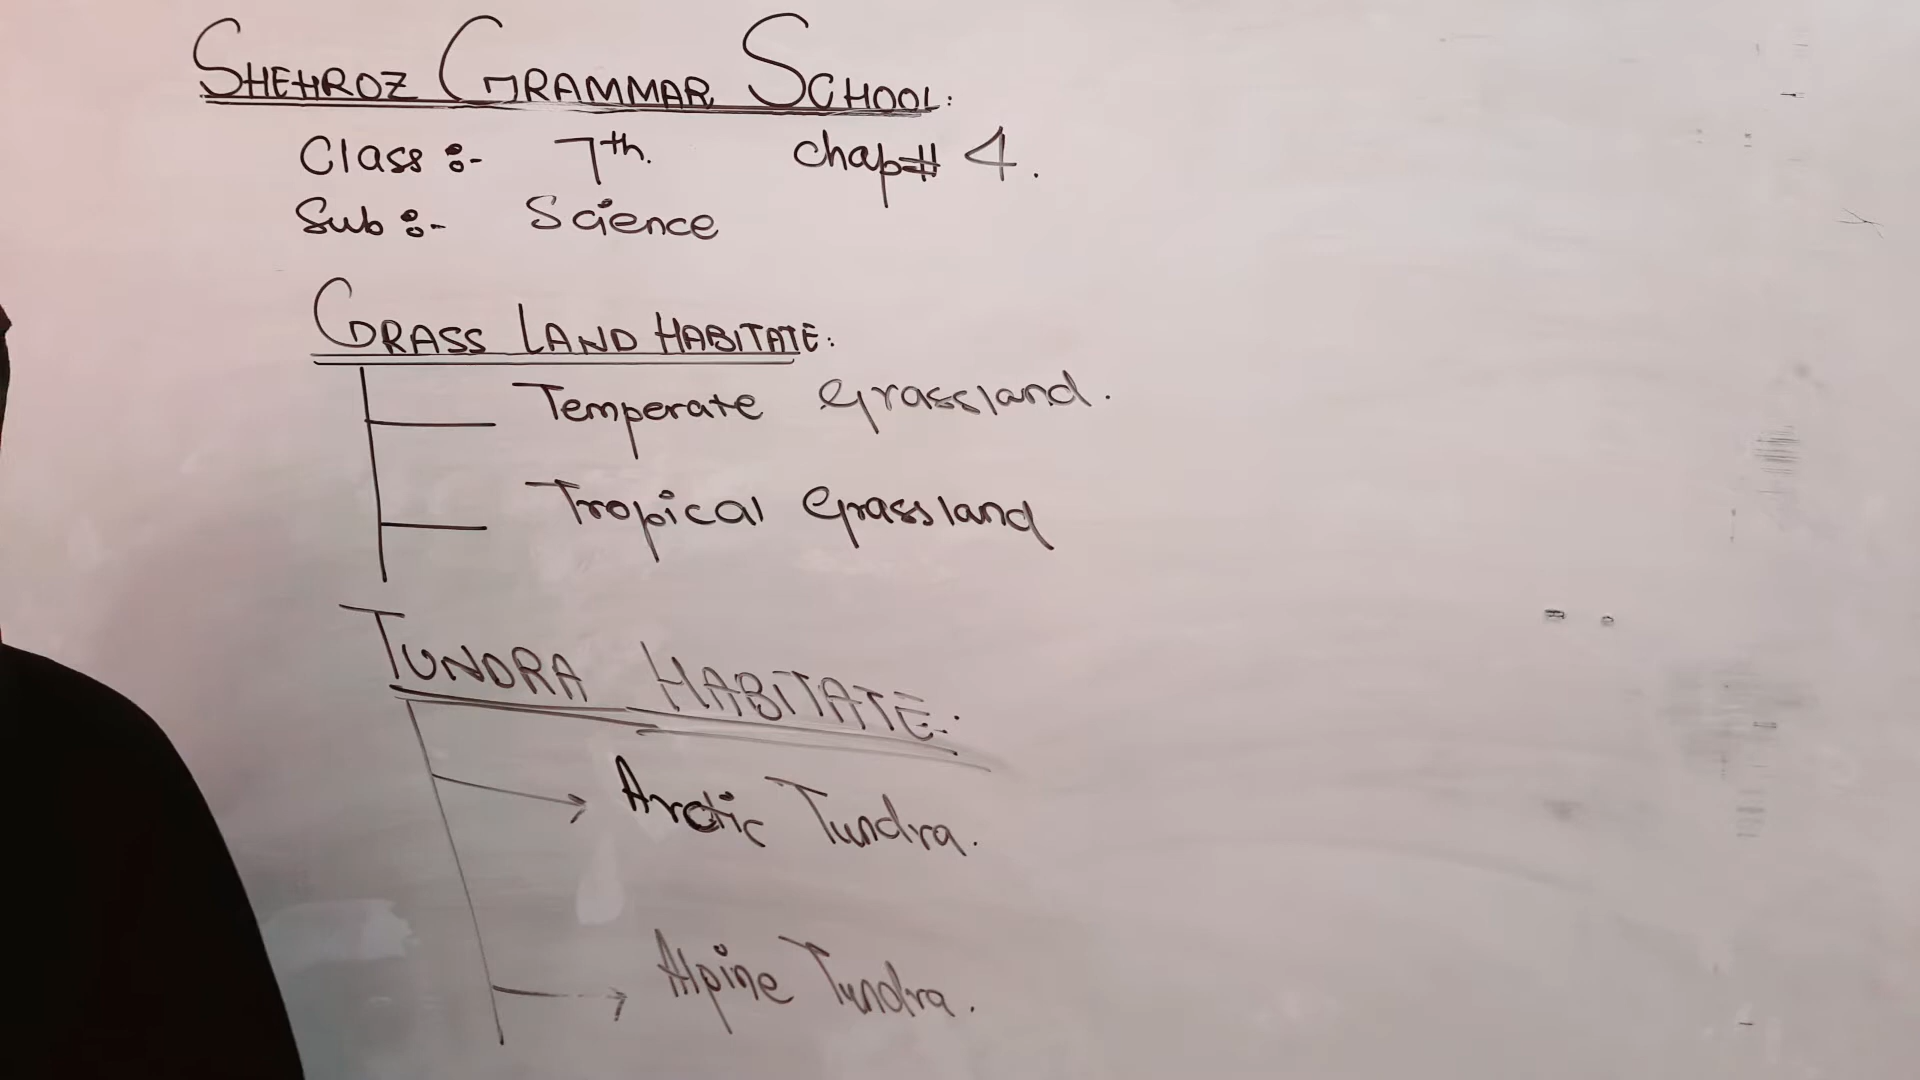 SHEHROZ GRAMMAR SCHOOL:
Class :- 7th. Chap# 4.
Sub :- Science
GRASS LAND HABITATE:
Temperate Grassland.
Tropical Grassland
TUNDRA HABITATE:
Arctic Tundra.
Alpine Tundra.